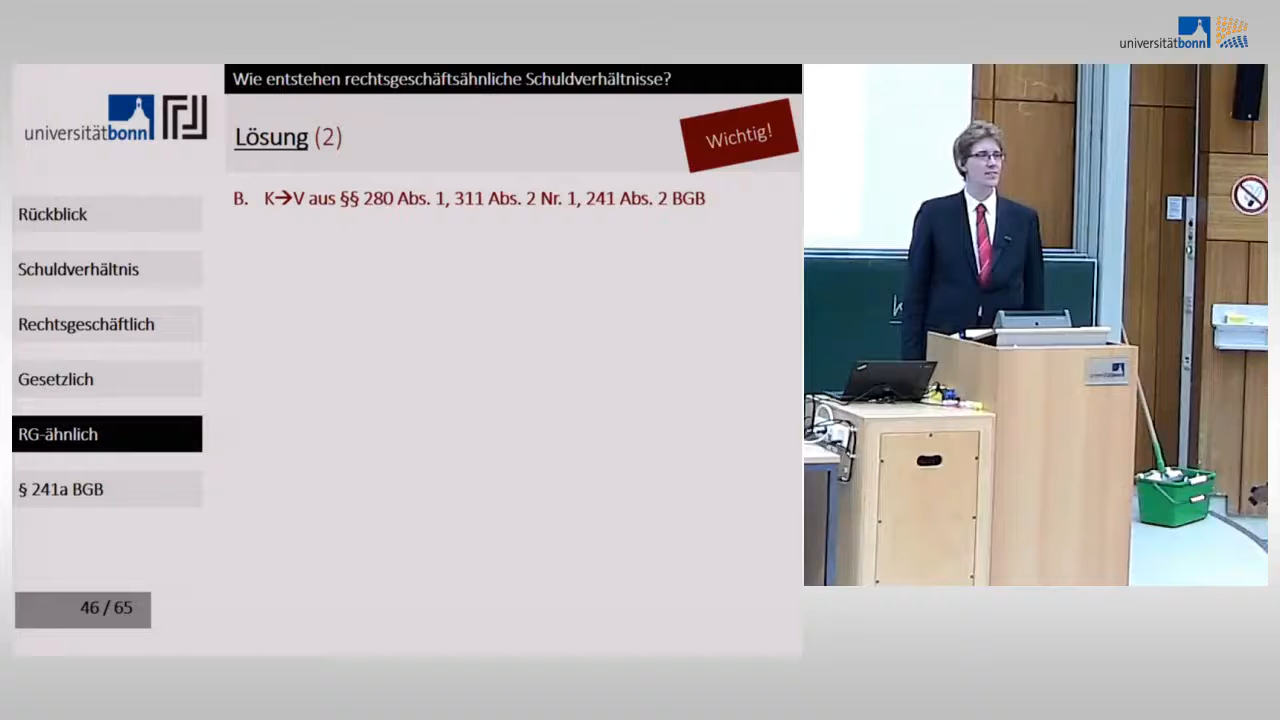 universitätbonn
Wie entstehen rechtsgeschäftsähnliche Schuldverhältnisse?
universitätbonn
Lösung (2)
Wichtig!
B. K→V aus §§ 280 Abs. 1, 311 Abs. 2 Nr. 1, 241 Abs. 2 BGB
Rückblick
Schuldverhältnis
Rechtsgeschäftlich
Gesetzlich
RG-ähnlich
§ 241a BGB
46 / 65